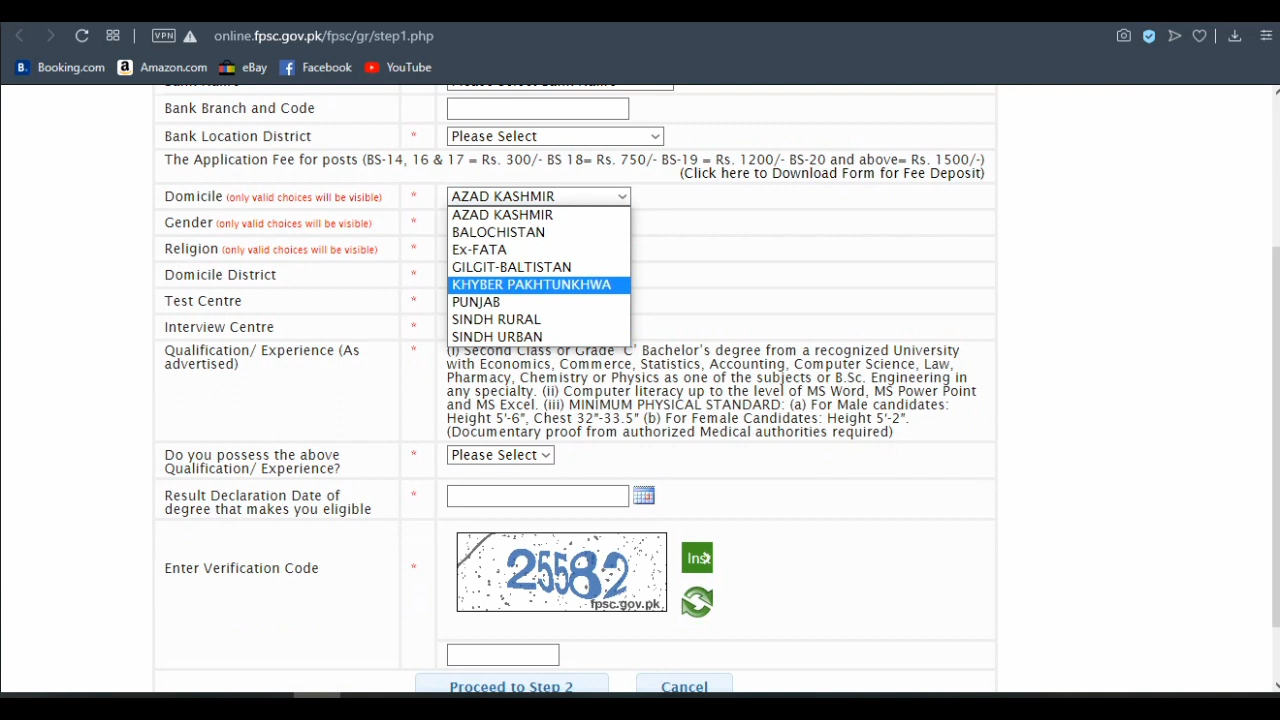 VPN
online.fpsc.gov.pk/fpsc/gr/step1.php
B. Booking.com a Amazon.com eBay f Facebook YouTube
Bank Branch and Code
Bank Location District * Please Select
The Application Fee for posts (BS-14, 16 & 17 = Rs. 300/- BS 18= Rs. 750/- BS-19 = Rs. 1200/- BS-20 and above= Rs. 1500/-)
(Click here to Download Form for Fee Deposit)
Domicile (only valid choices will be visible) * AZAD KASHMIR
AZAD KASHMIR
Gender (only valid choices will be visible) *
BALOCHISTAN
Religion (only valid choices will be visible) *
Ex-FATA
GILGIT-BALTISTAN
Domicile District *
KHYBER PAKHTUNKHWA
Test Centre *
PUNJAB
SINDH RURAL
Interview Centre *
SINDH URBAN
Qualification/ Experience (As
advertised) *
(i) Second Class or Grade 'C' Bachelor's degree from a recognized University
with Economics, Commerce, Statistics, Accounting, Computer Science, Law,
Pharmacy, Chemistry or Physics as one of the subjects or B.Sc. Engineering in
any specialty. (ii) Computer literacy up to the level of MS Word, MS Power Point
and MS Excel. (iii) MINIMUM PHYSICAL STANDARD: (a) For Male candidates:
Height 5'-6", Chest 32"-33.5" (b) For Female Candidates: Height 5'-2".
(Documentary proof from authorized Medical authorities required)
Do you possess the above
Qualification/ Experience? * Please Select
Result Declaration Date of
degree that makes you eligible *
25582
fpsc.gov.pk
Enter Verification Code *
Proceed to Step 2 Cancel